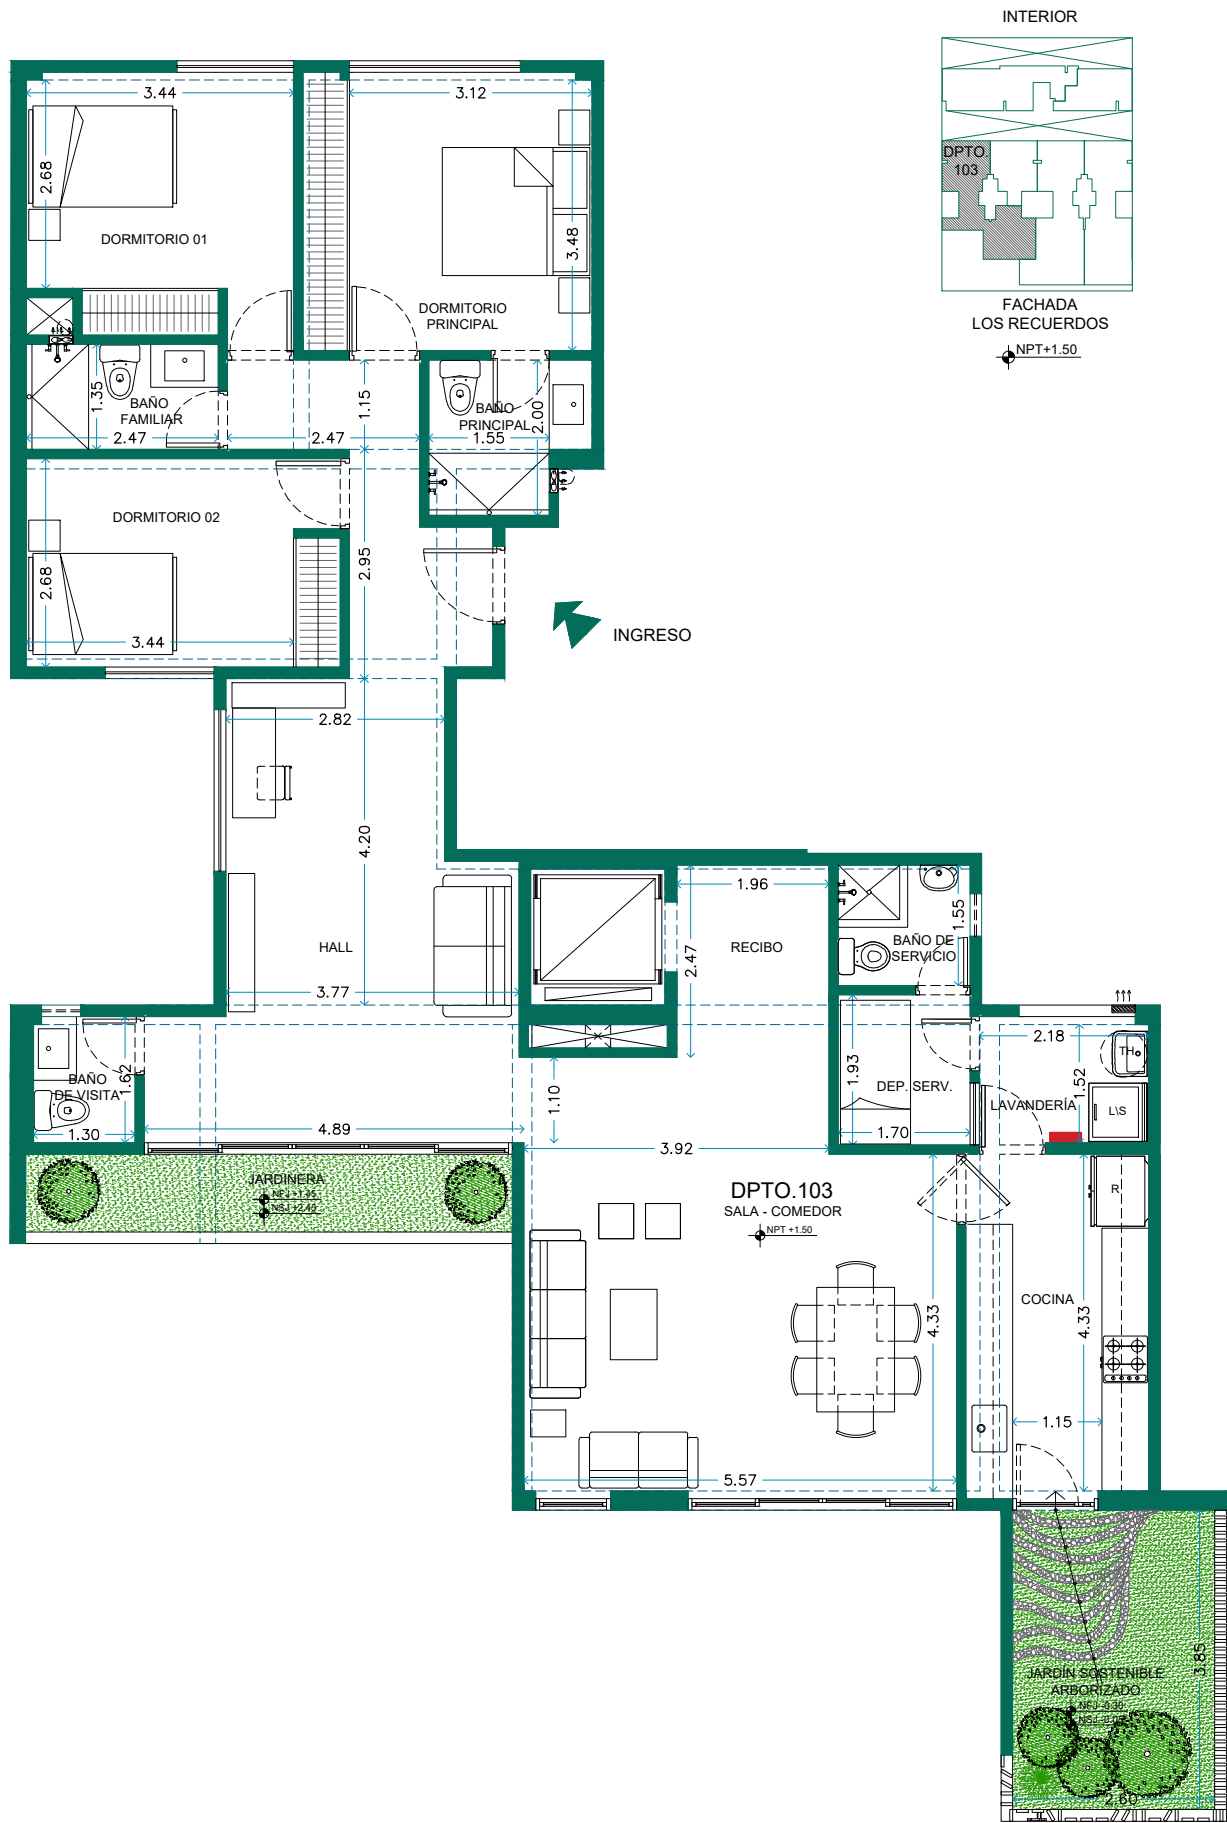 INTERIOR
DPTO.
103
FACHADA
LOS RECUERDOS
NPT+1.50
3.44
3.12
2.68
3.48
DORMITORIO 01
DORMITORIO
PRINCIPAL
1.35
BAÑO
FAMILIAR
2.47
1.15
2.47
BAÑO
PRINCIPAL
2.00
1.55
DORMITORIO 02
2.68
2.95
3.44
INGRESO
2.82
4.20
HALL
3.77
1.96
RECIBO
2.47
1.55
BAÑO DE
SERVICIO
BAÑO
DE VISITA
1.62
1.30
4.89
1.10
3.92
1.93
DEP. SERV.
1.70
2.18
TH
1.52
LAVANDERÍA
L\S
JARDINERA
DPTO.103
SALA - COMEDOR
NPT +1.50
R
COCINA
4.33
4.33
1.15
5.57
3.85
JARDÍN SOSTENIBLE
ARBORIZADO
2.60